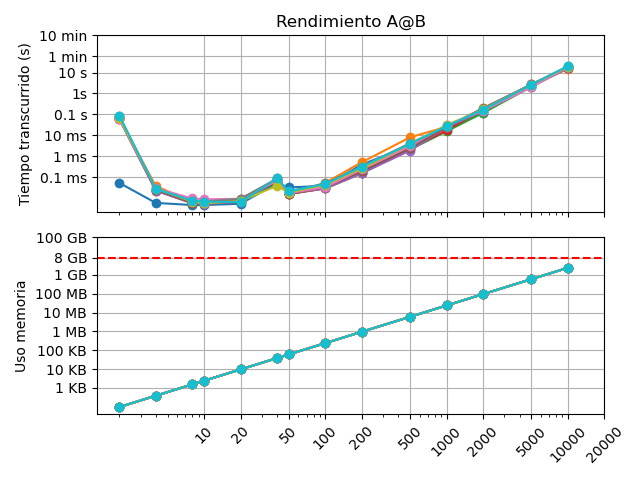 Rendimiento A@B
Tiempo transcurrido (s)
10 min
1 min
10 s
1s
0.1 s
10 ms
1 ms
0.1 ms
Uso memoria
100 GB
8 GB
1 GB
100 MB
10 MB
1 MB
100 KB
10 KB
1 KB
10
20
50
100
200
500
1000
2000
5000
10000
20000